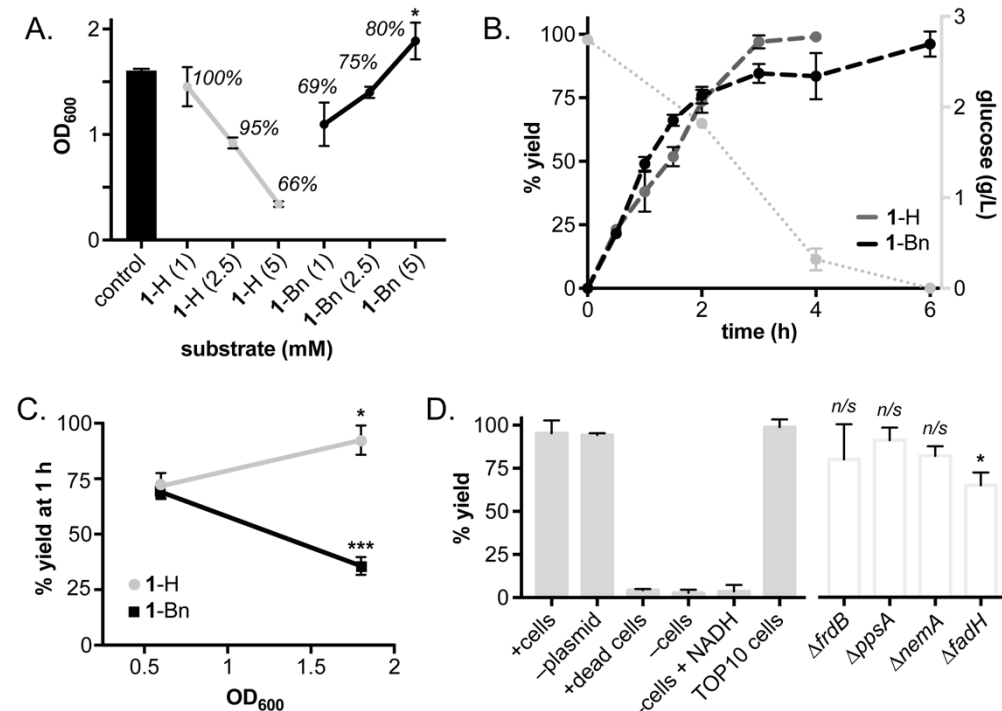 A.
2
1
0
OD600
100%
95%
66%
69%
75%
80%
*
control
1-H (1)
1-H (2.5)
1-H (5)
1-Bn (1)
1-Bn (2.5)
1-Bn (5)
substrate (mM)
B.
100
75
50
25
0
% yield
3
2
1
0
glucose (g/L)
1-H
1-Bn
0
2
4
6
time (h)
C.
100
75
50
25
0
% yield at 1 h
*
***
1-H
1-Bn
0.5
1
1.5
2
OD600
D.
100
75
50
25
0
% yield
n/s
n/s
n/s
*
+cells
–plasmid
+dead cells
–cells
-cells + NADH
TOP10 cells
ΔfrdB
ΔppsA
ΔnemA
ΔfadH